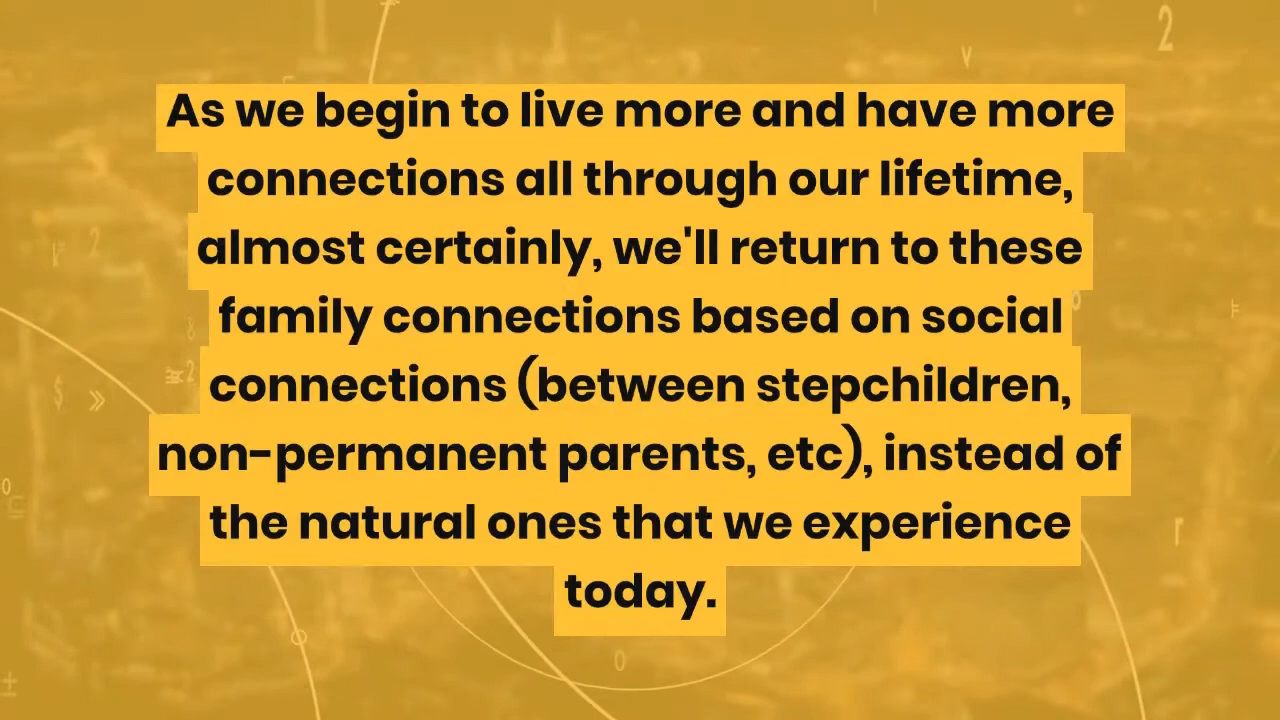 As we begin to live more and have more
connections all through our lifetime,
almost certainly, we'll return to these
family connections based on social
connections (between stepchildren,
non-permanent parents, etc), instead of
the natural ones that we experience
today.